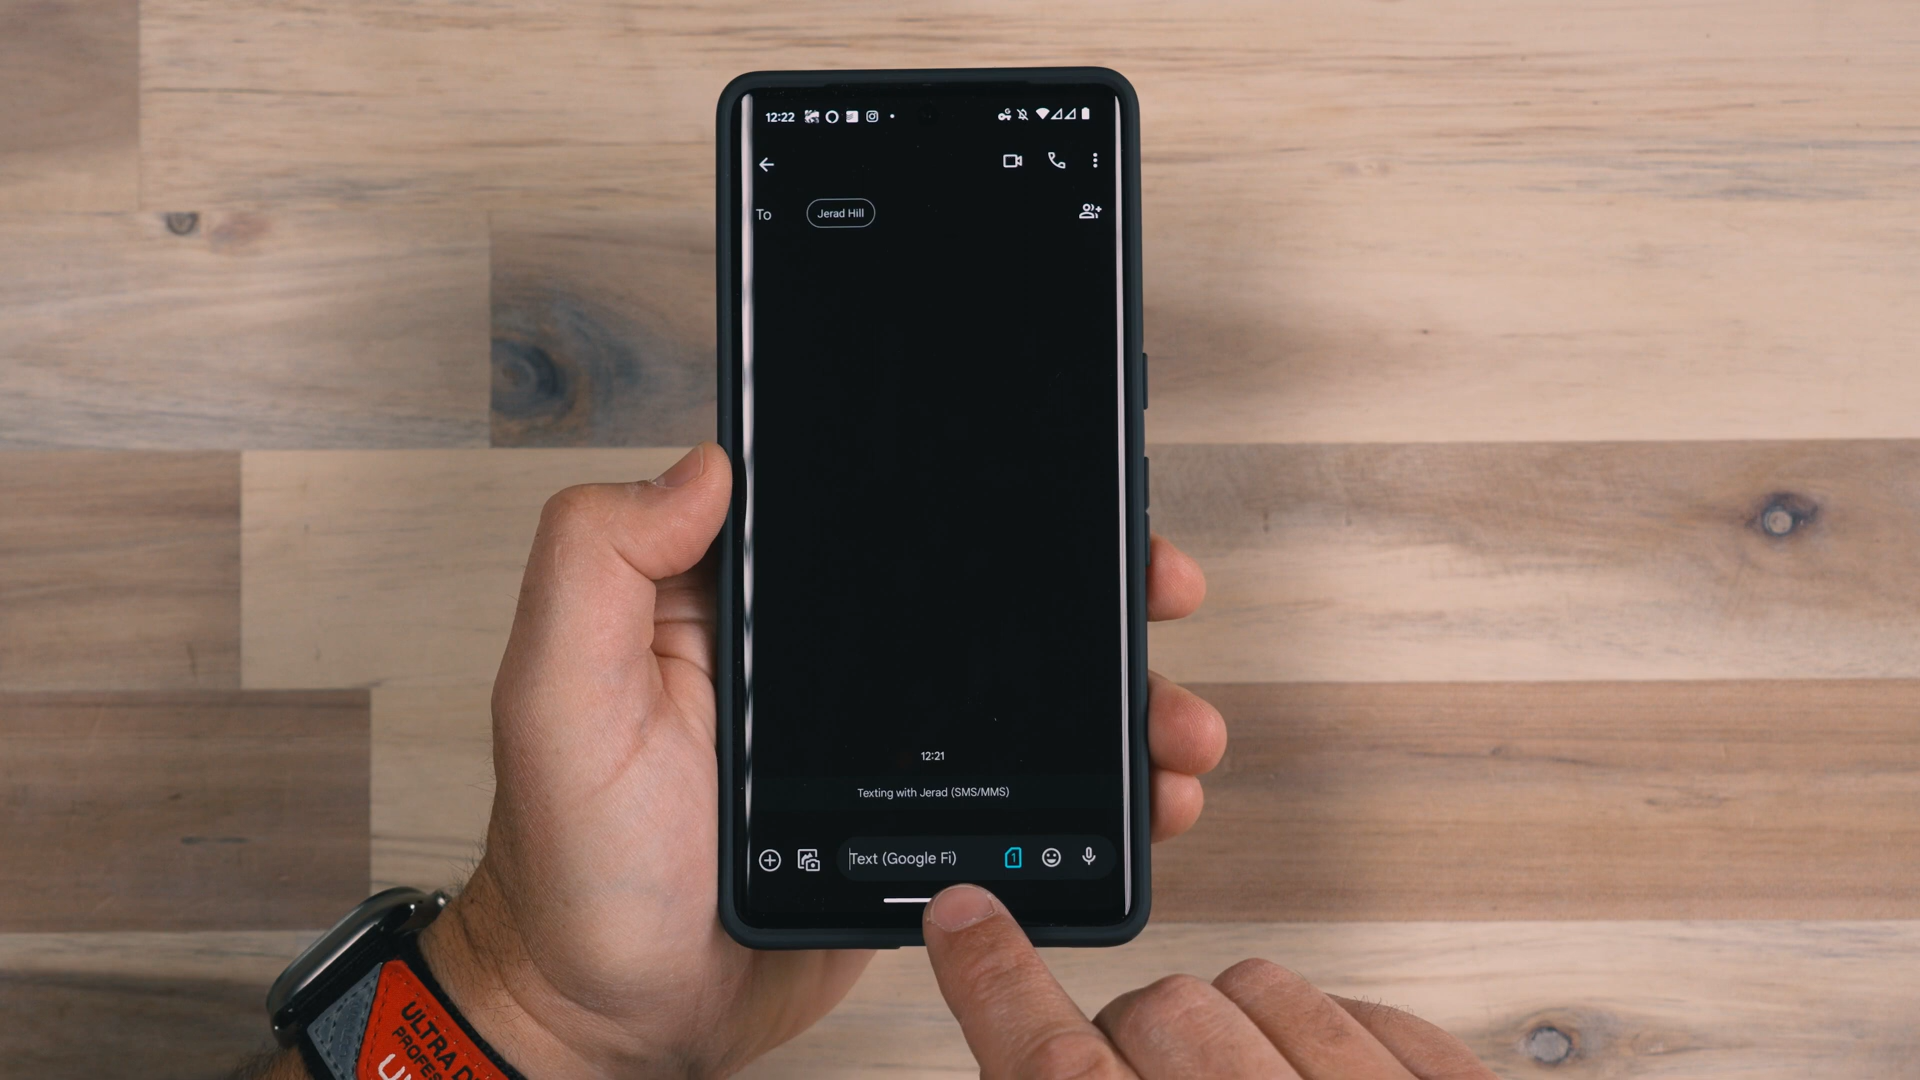 12:22
To
Jerad Hill
12:21
Texting with Jerad (SMS/MMS)
Text (Google Fi)
1
ULTRA D
PROFES